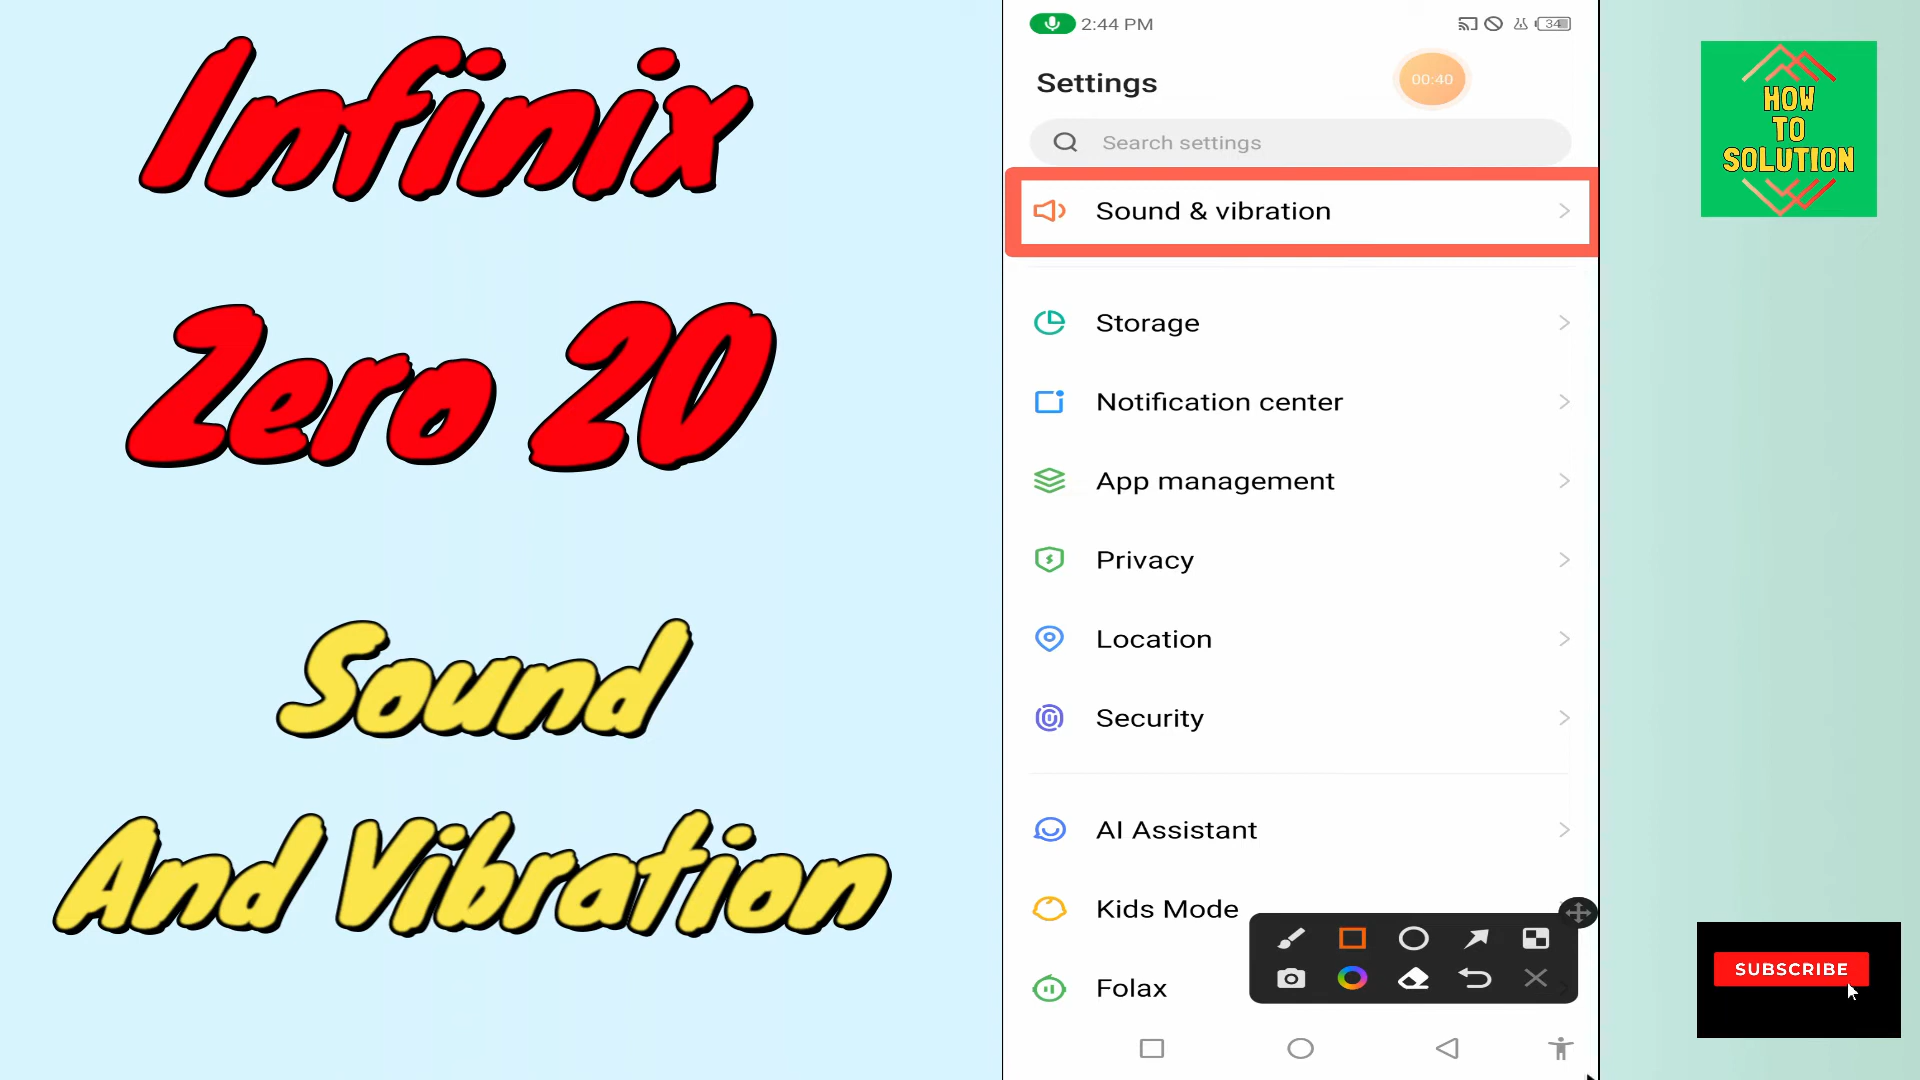 Infinix
Zero 20
Sound
And Vibration
2:44 PM
34
Settings
00:40
Search settings
Sound & vibration
Storage
Notification center
App management
Privacy
Location
Security
AI Assistant
Kids Mode
Folax
HOW
TO
SOLUTION
SUBSCRIBE